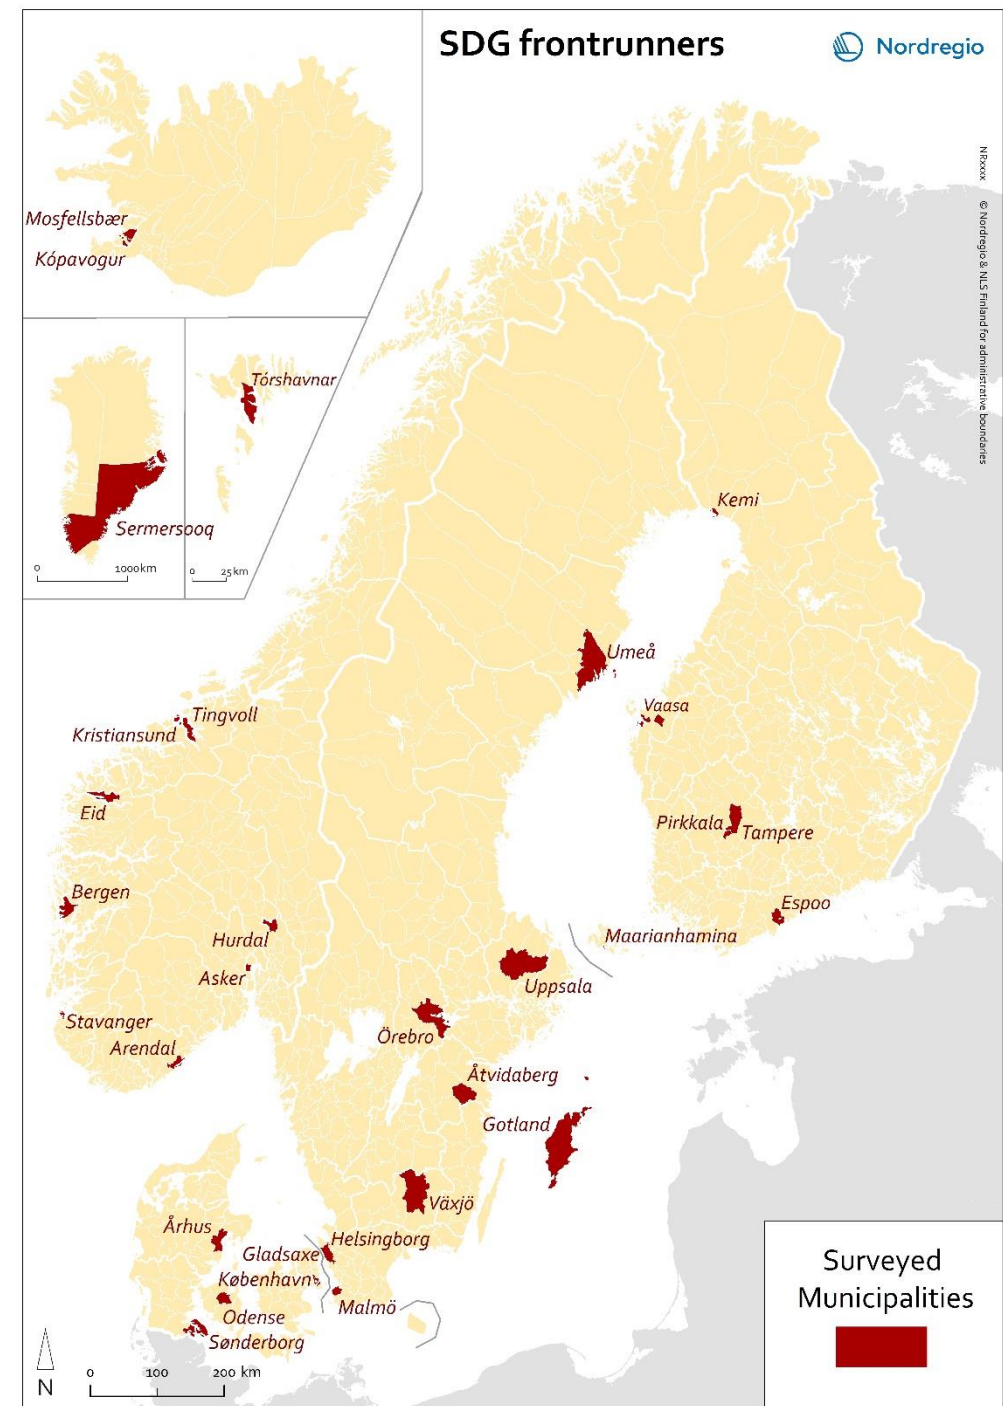 SDG frontrunners
Nordregio
NRxxxx © Nordregio & NLS Finland for administrative boundaries
Mosfellsbær
Kópavogur
Tórshavnar
Sermersooq
0 1000km
0 25km
Kemi
Umeå
Vaasa
Tingvoll
Kristiansund
Eid
Pirkkala
Tampere
Bergen
Espoo
Hurdal
Maarianhamina
Asker
Uppsala
Stavanger
Örebro
Arendal
Åtvidaberg
Gotland
Växjö
Århus
Helsingborg
Gladsaxe
København
Malmö
Odense
Sønderborg
Surveyed
Municipalities
N
0 100 200 km